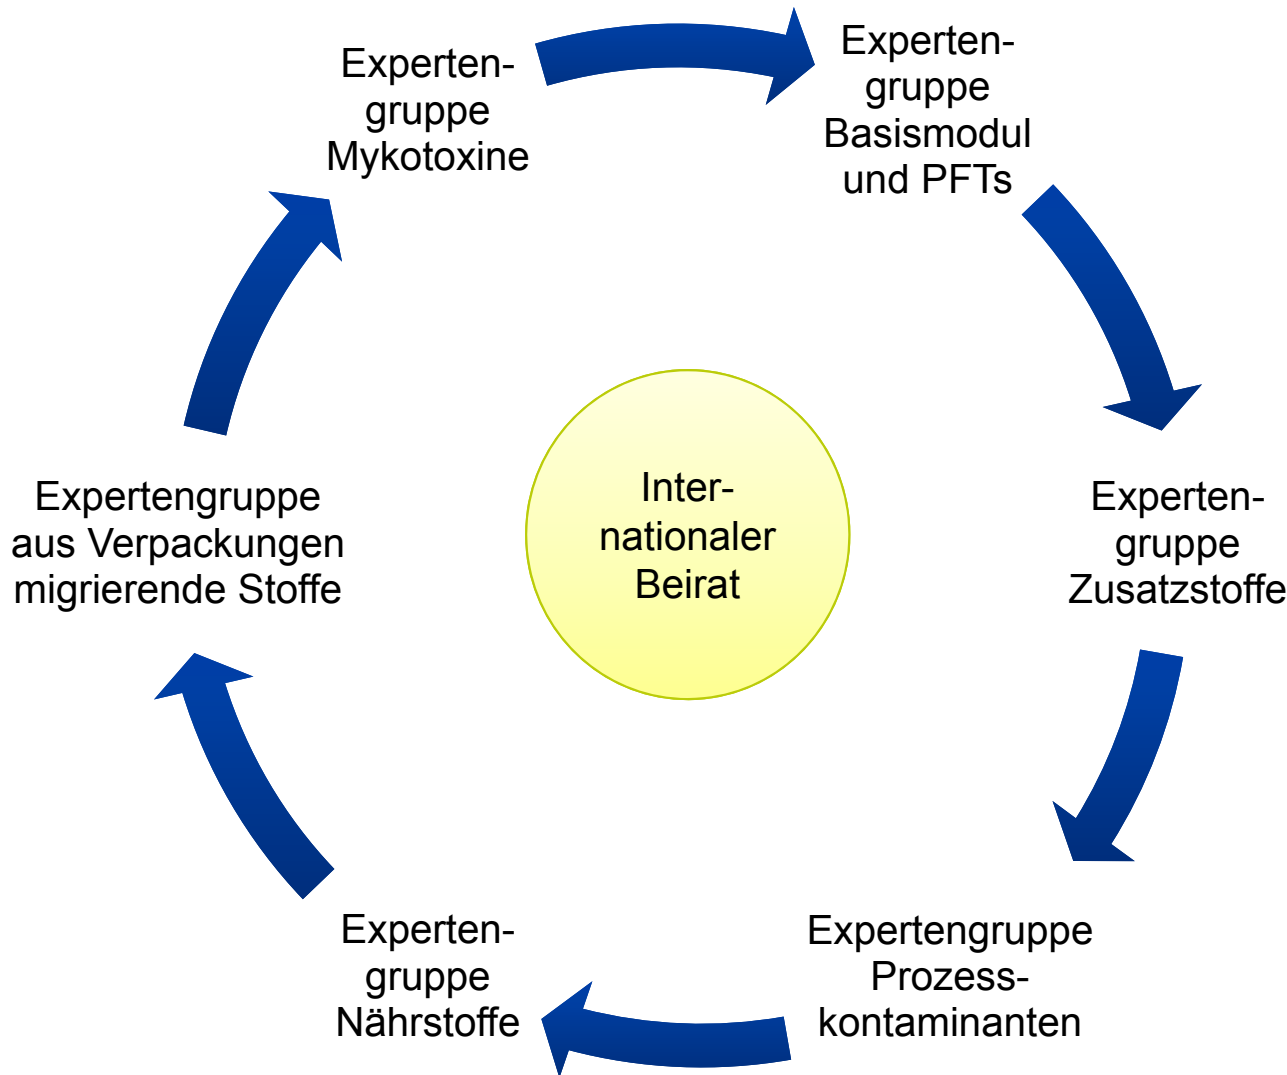 Experten-
gruppe
Mykotoxine
Experten-
gruppe
Basismodul
und PFTs
Experten-
gruppe
Zusatzstoffe
Expertengruppe
Prozess-
kontaminanten
Experten-
gruppe
Nährstoffe
Expertengruppe
aus Verpackungen
migrierende Stoffe
Inter-
nationaler
Beirat